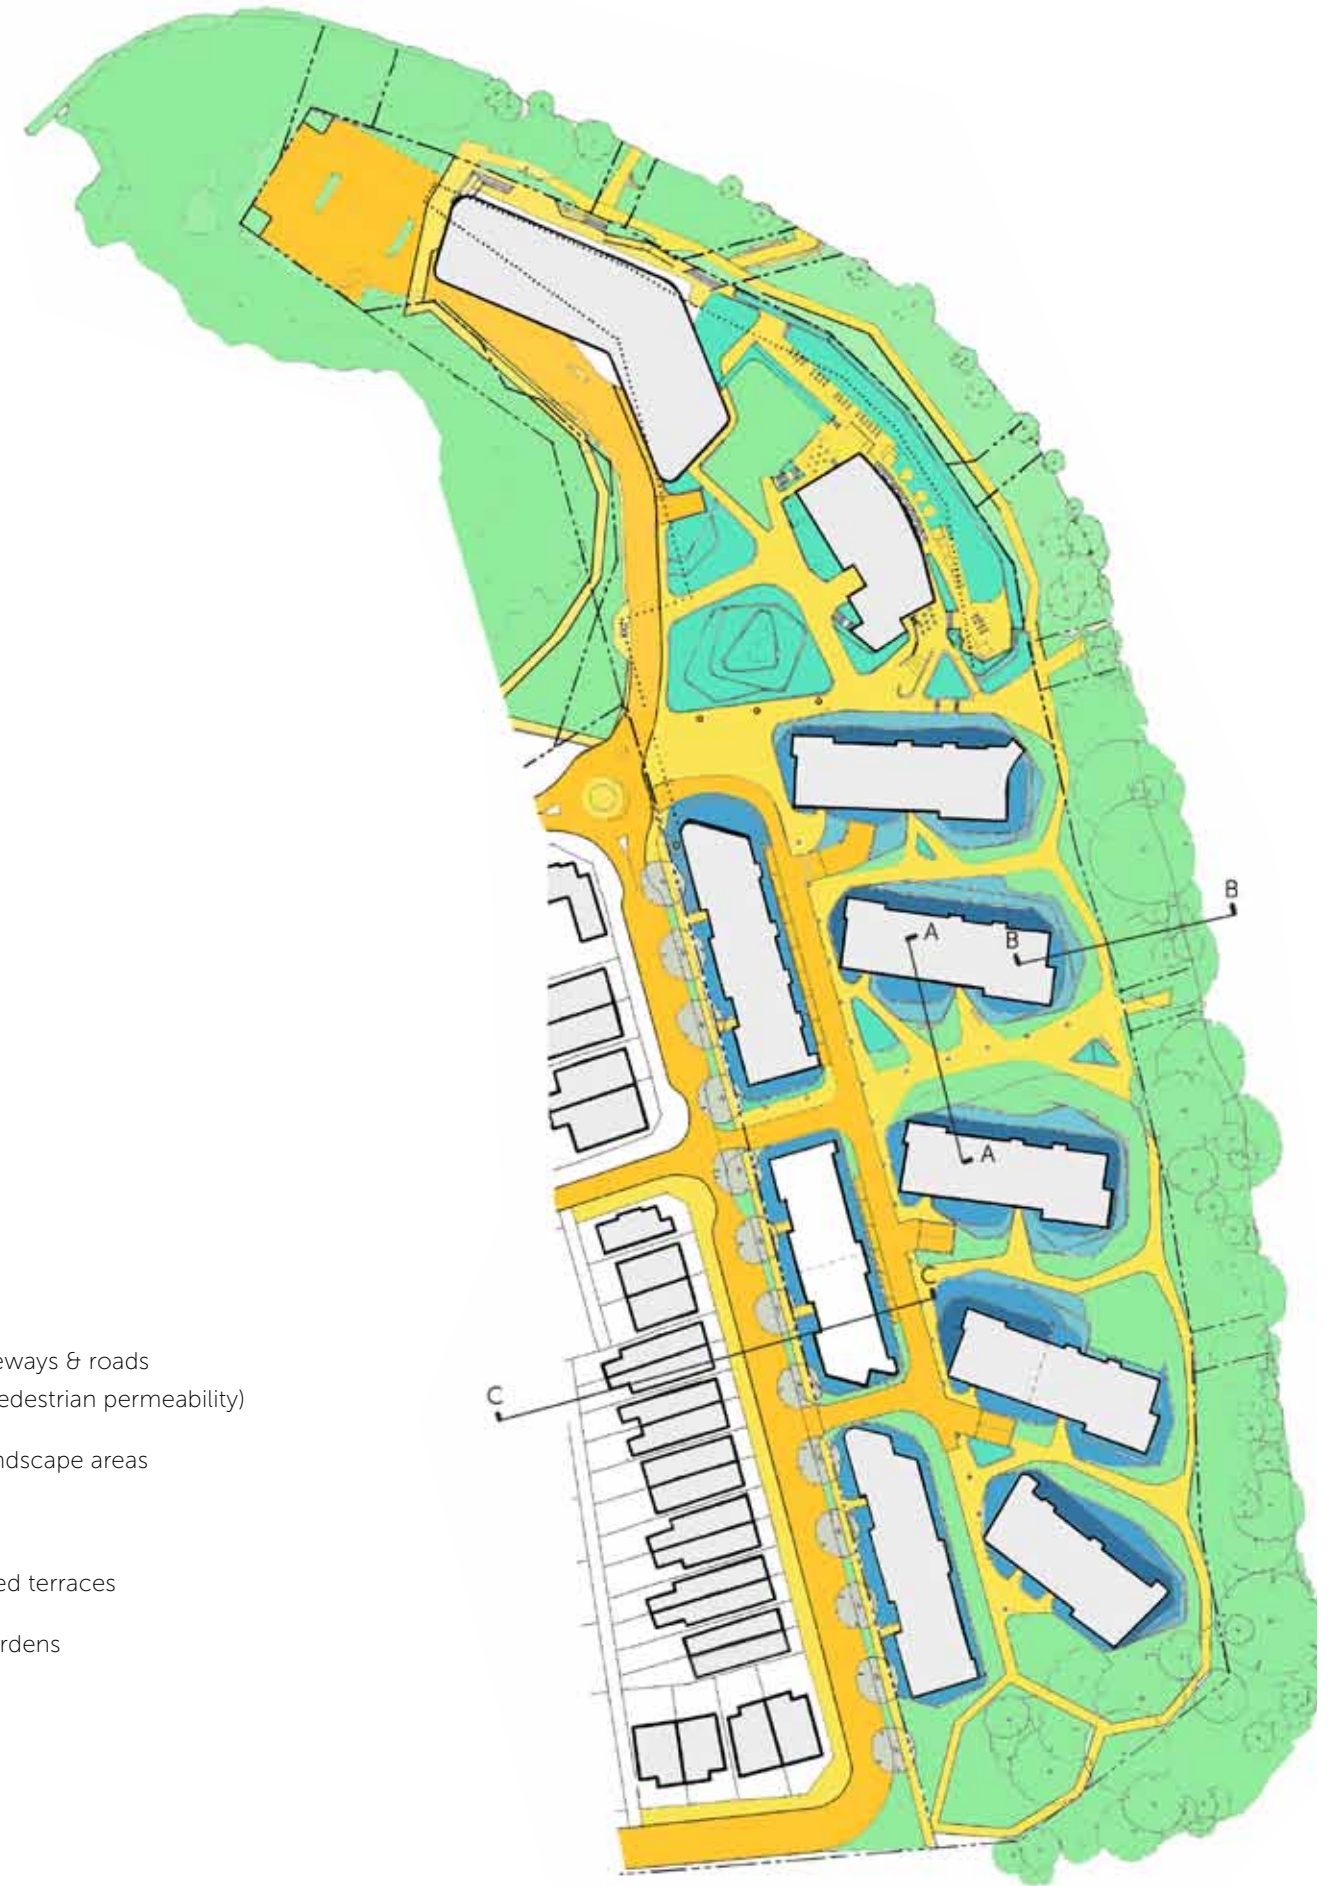 B
A
B
A
C
C
eways & roads
edestrian permeability)
ndscape areas
ed terraces
rdens